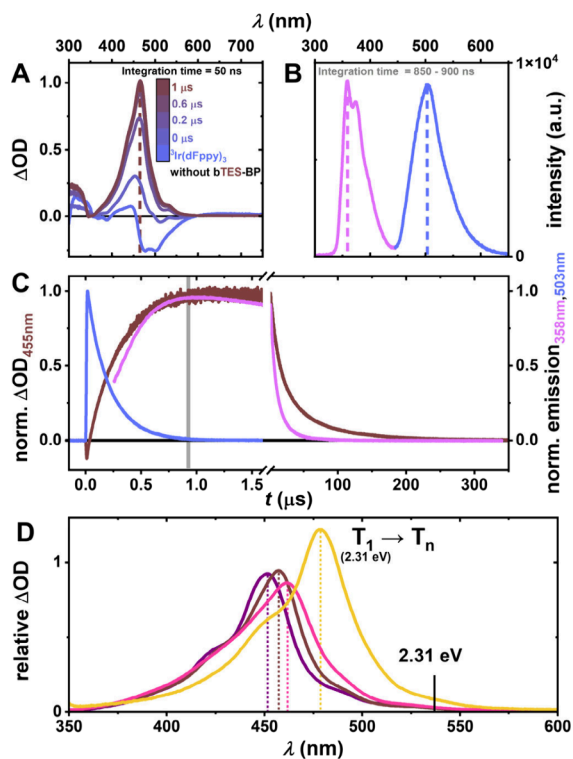 λ (nm)
300 400 500 600 700
300 400 500 600
A
Integration time = 50 ns
1 μs
0.6 μs
0.2 μs
0 μs
³Ir(dFppy)₃
without bTES-BP
ΔOD
1.0
0.5
0.0
B
Integration time = 850 - 900 ns
1×10⁴
0
intensity (a.u.)
C
norm. ΔOD455nm
1.0
0.5
0.0
1.0
0.5
0.0
norm. emission358nm,503nm
0.0 0.5 1.0 1.5 50 150 250 350
t (μs)
D
T₁ → Tₙ
(2.31 eV)
2.31 eV
relative ΔOD
1
0
350 400 450 500 550 600
λ (nm)